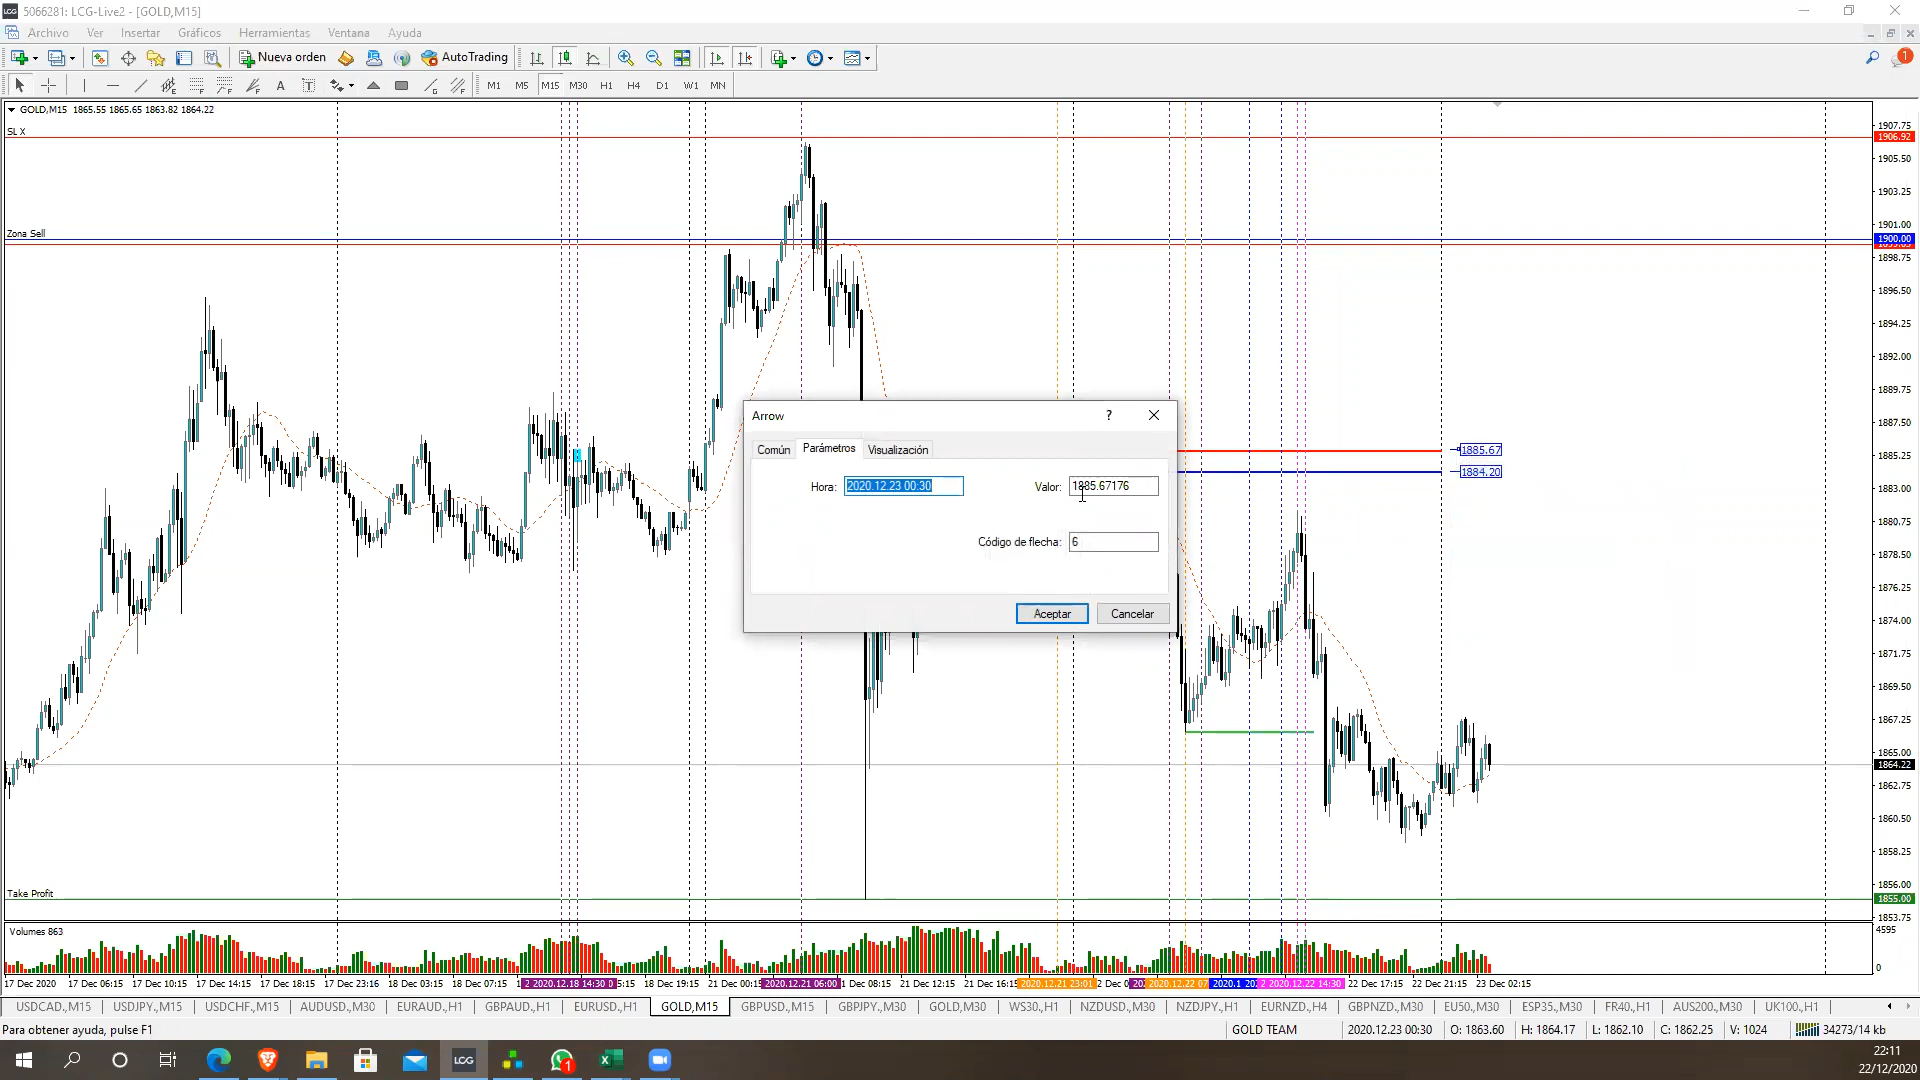 5066281: LCG-Live2 - [GOLD,M15]
Archivo Ver Insertar Gráficos Herramientas Ventana Ayuda
Nueva orden AutoTrading
M1 M5 M15 M30 H1 H4 D1 W1 MN
GOLD,M15 1865.55 1865.65 1863.82 1864.22
SL X
1907.75
1906.92
1905.50
1903.25
1901.00
Zona Sell
1900.00
1898.75
1896.50
1894.25
1892.00
1889.75
1887.50
1885.67
1885.25
1884.20
1883.00
1880.75
1878.50
1876.25
1874.00
1871.75
1869.50
1867.25
1865.00
1864.22
1862.75
1860.50
1858.25
1856.00
Take Profit
1855.00
1853.75
Arrow ?
Común Parámetros Visualización
Hora: 2020.12.23 00:30 Valor: 1885.67176
Código de flecha: 6
Aceptar Cancelar
Volumes 863
4595
0
17 Dec 2020 17 Dec 06:15 17 Dec 10:15 17 Dec 14:15 17 Dec 18:15 17 Dec 23:16 18 Dec 03:15 18 Dec 07:15 2020.12.18 14:30 18 Dec 19:15 21 Dec 00:15 2020.12.21 06:00 1 Dec 08:15 21 Dec 12:15 21 Dec 16:15 2020.12.21 23:01 2020.12.22 07 2020.12.22 14:30 22 Dec 17:15 22 Dec 21:15 23 Dec 02:15
USDCAD.,M15 USDJPY.,M15 USDCHF.,M15 AUDUSD.,M30 EURAUD.,H1 GBPAUD.,H1 EURUSD.,H1 GOLD,M15 GBPUSD.,M15 GBPJPY.,M30 GOLD,M30 WS30.,H1 NZDUSD.,M15 NZDJPY.,H1 EURNZD.,H4 GBPNZD.,M30 EU50.,M30 ESP35.,M30 FR40.,H1 AUS200.,M30 UK100.,H1
Para obtener ayuda, pulse F1 GOLD TEAM 2020.12.23 00:30 O: 1863.60 H: 1864.17 L: 1862.10 C: 1862.25 V: 1024 34273/14 kb
LCG
22:11
22/12/2020